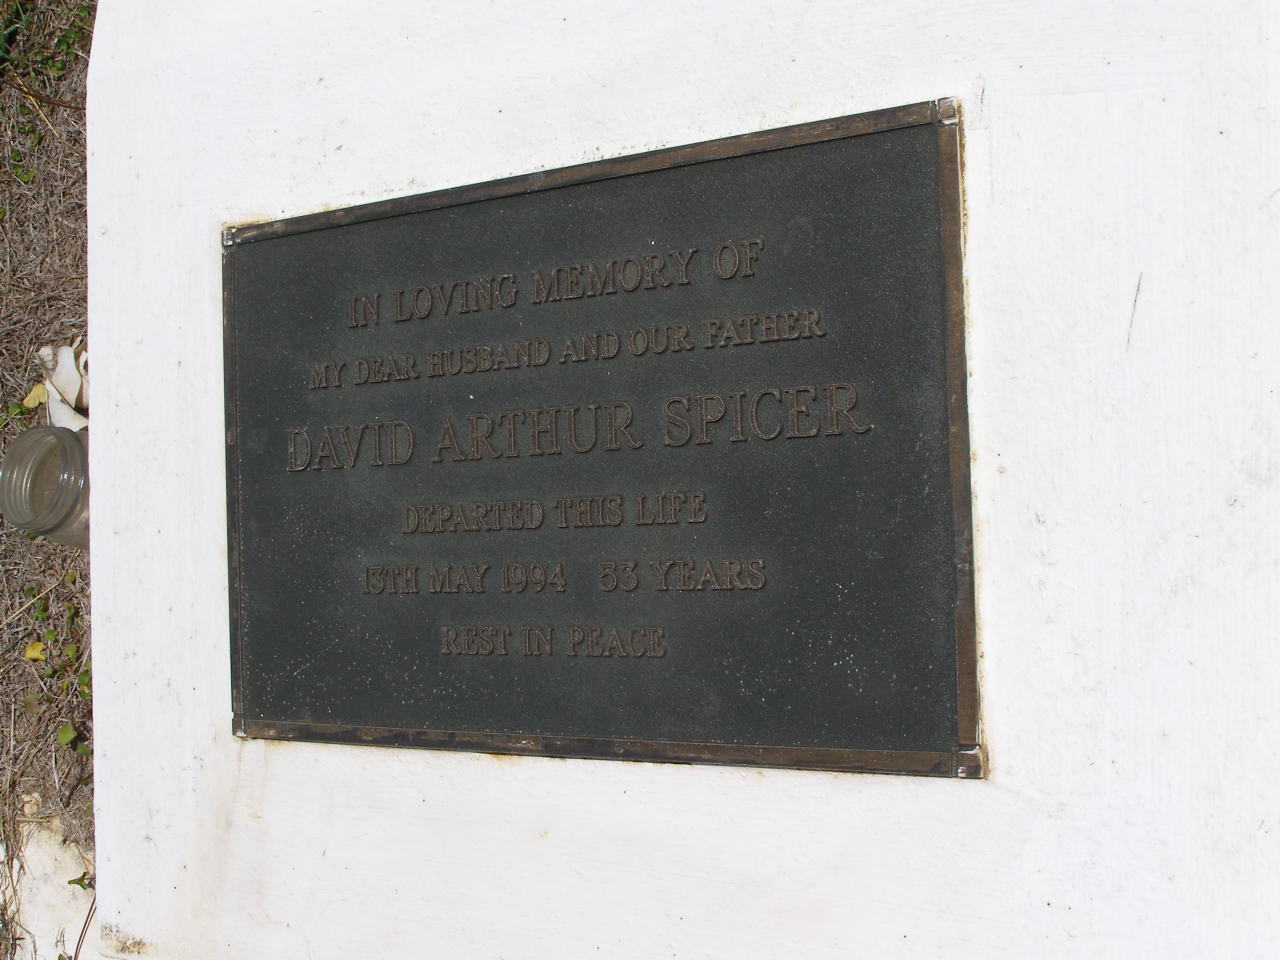 IN LOVING MEMORY OF
MY DEAR HUSBAND AND OUR FATHER
DAVID ARTHUR SPICER
DEPARTED THIS LIFE
13TH MAY 1994 53 YEARS
REST IN PEACE